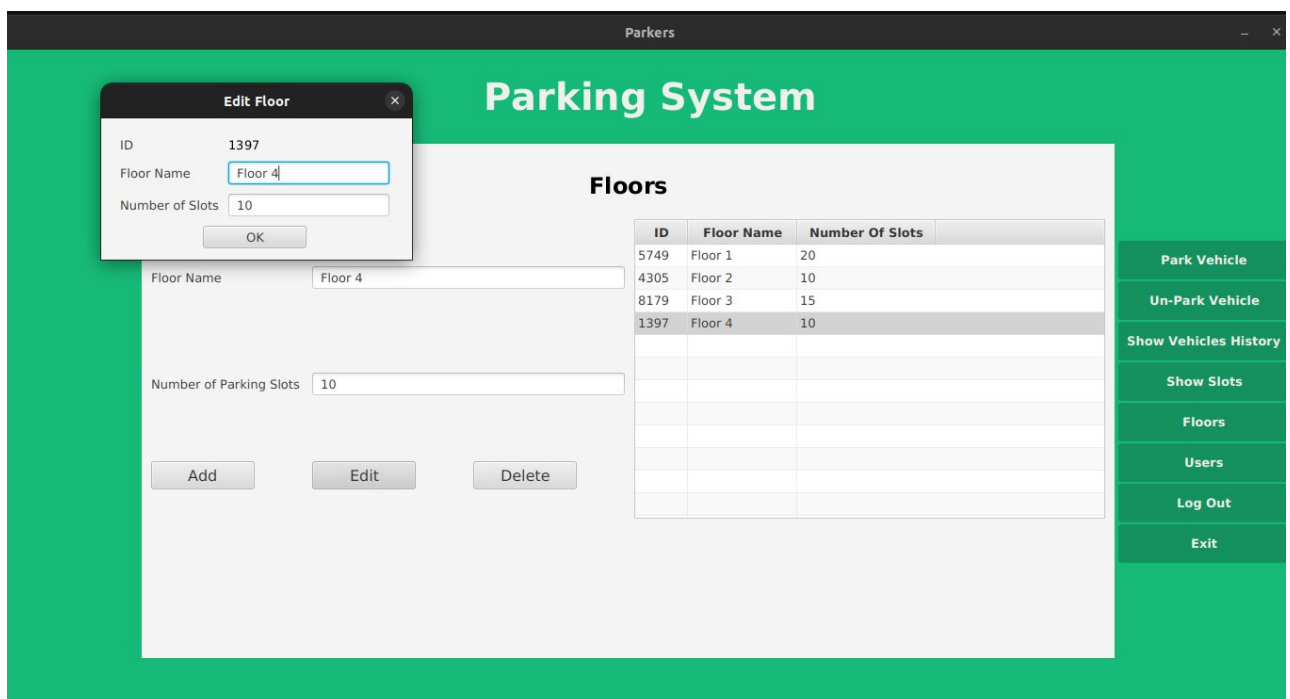 Parkers
Parking System
Edit Floor
ID 1397
Floor Name Floor 4
Number of Slots 10
OK
Floors
Floor Name Floor 4
Number of Parking Slots 10
Add Edit Delete
ID Floor Name Number Of Slots
5749 Floor 1 20
4305 Floor 2 10
8179 Floor 3 15
1397 Floor 4 10
Park Vehicle
Un-Park Vehicle
Show Vehicles History
Show Slots
Floors
Users
Log Out
Exit